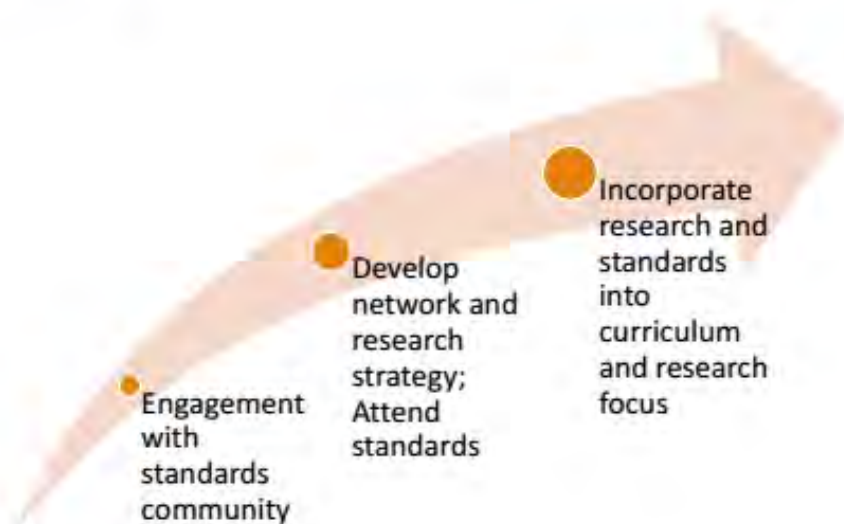 Engagement
with
standards
community
Develop
network and
research
strategy;
Attend
standards
Incorporate
research and
standards
into
curriculum
and research
focus